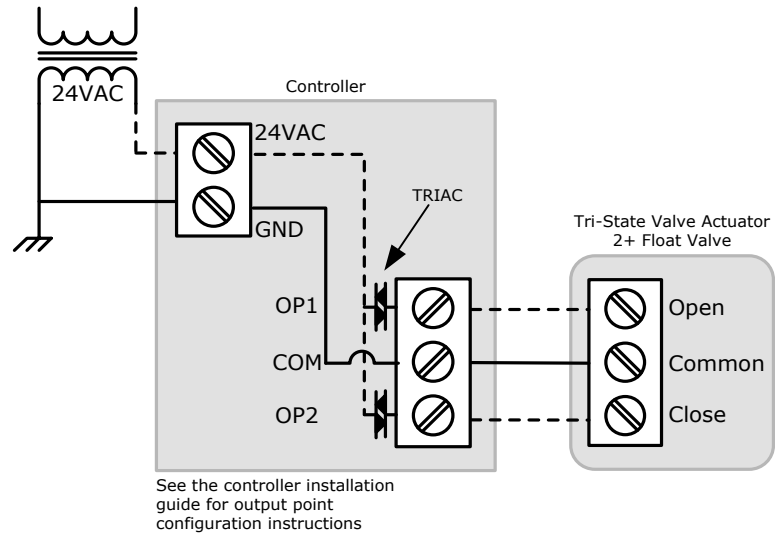 24VAC
Controller
24VAC
GND
TRIAC
Tri-State Valve Actuator
2+ Float Valve
OP1
COM
OP2
Open
Common
Close
See the controller installation
guide for output point
configuration instructions